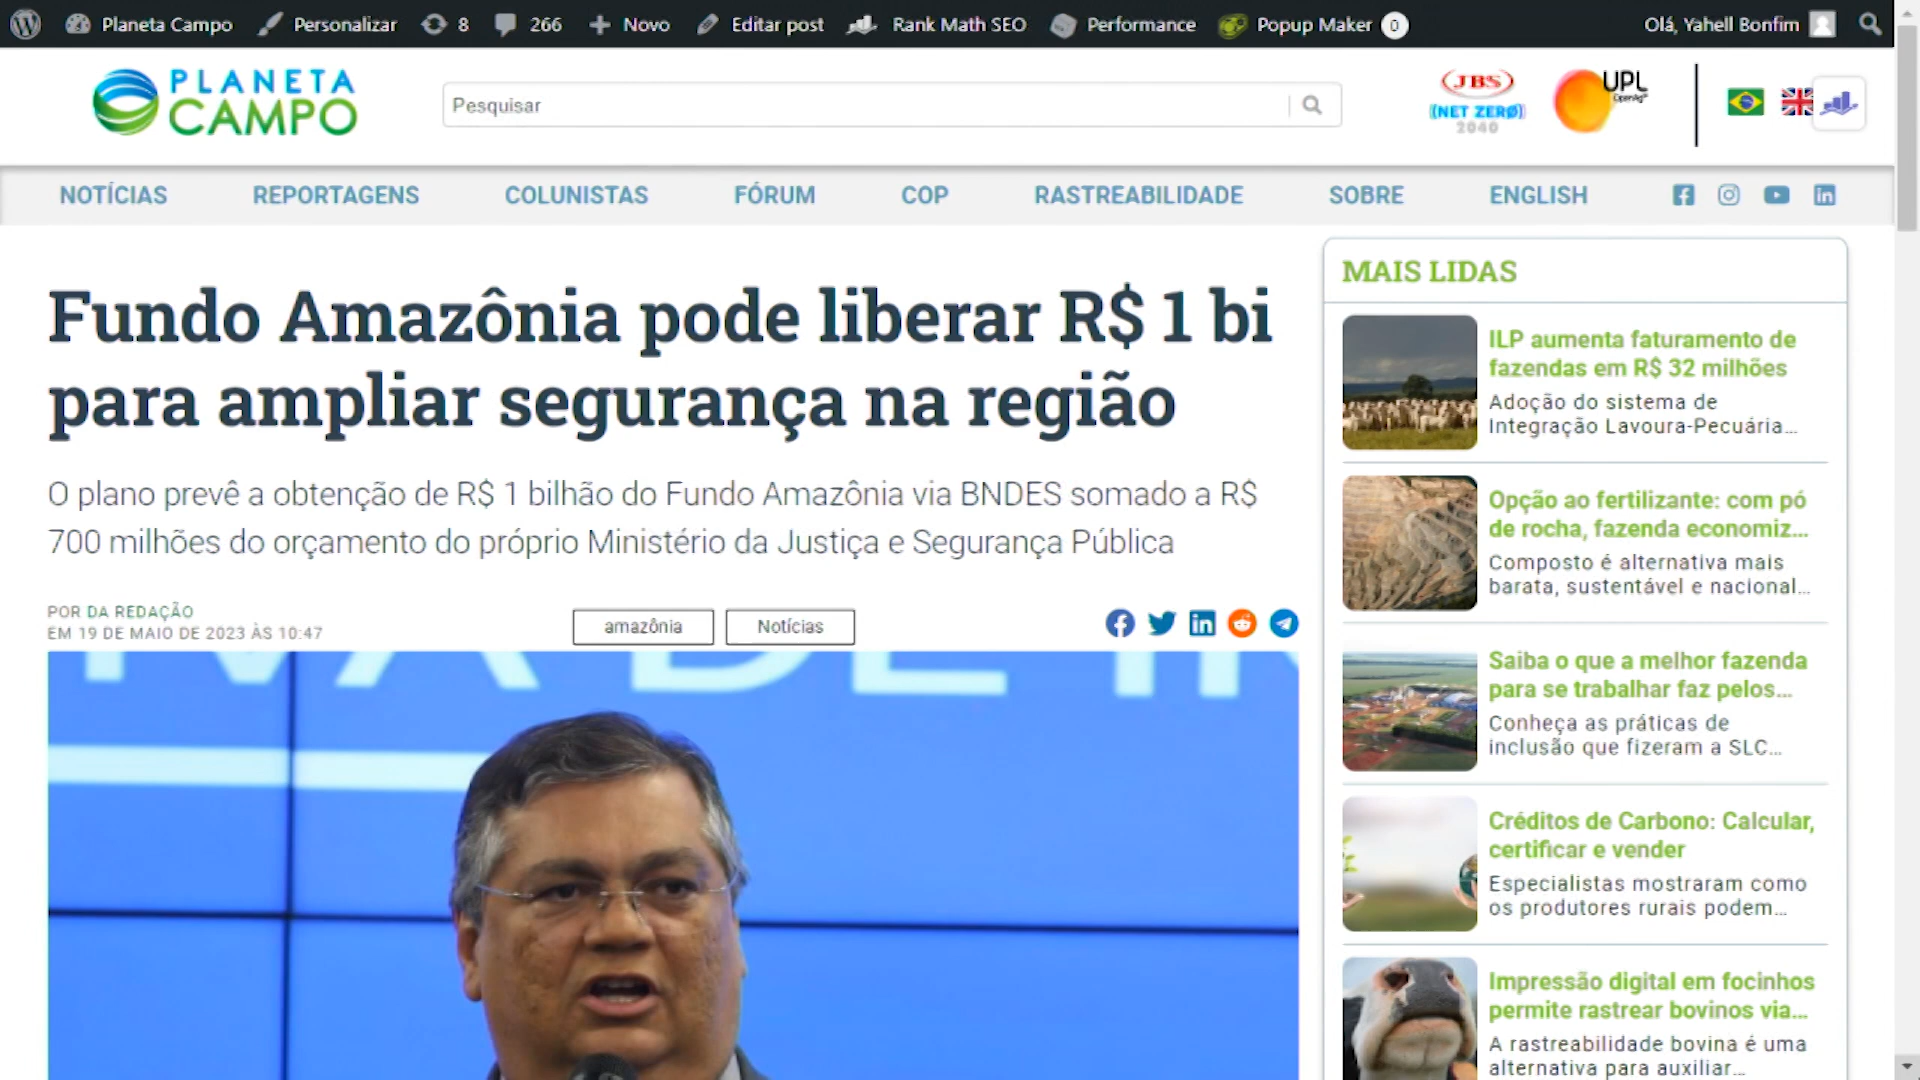 Planeta Campo Personalizar 8 266 Novo Editar post Rank Math SEO Performance Popup Maker 0 Olá, Yahell Bonfim
PLANETA
CAMPO
Pesquisar
JBS
NET ZERO
2040
UPL
OpenAg
NOTÍCIAS REPORTAGENS COLUNISTAS FÓRUM COP RASTREABILIDADE SOBRE ENGLISH
Fundo Amazônia pode liberar R$ 1 bi
para ampliar segurança na região
O plano prevê a obtenção de R$ 1 bilhão do Fundo Amazônia via BNDES somado a R$
700 milhões do orçamento do próprio Ministério da Justiça e Segurança Pública
POR DA REDAÇÃO
EM 19 DE MAIO DE 2023 ÀS 10:47
amazônia Notícias
MAIS LIDAS
ILP aumenta faturamento de
fazendas em R$ 32 milhões
Adoção do sistema de
Integração Lavoura-Pecuária...
Opção ao fertilizante: com pó
de rocha, fazenda economiz...
Composto é alternativa mais
barata, sustentável e nacional...
Saiba o que a melhor fazenda
para se trabalhar faz pelos...
Conheça as práticas de
inclusão que fizeram a SLC...
Créditos de Carbono: Calcular,
certificar e vender
Especialistas mostraram como
os produtores rurais podem...
Impressão digital em focinhos
permite rastrear bovinos via...
A rastreabilidade bovina é uma
alternativa para auxiliar...